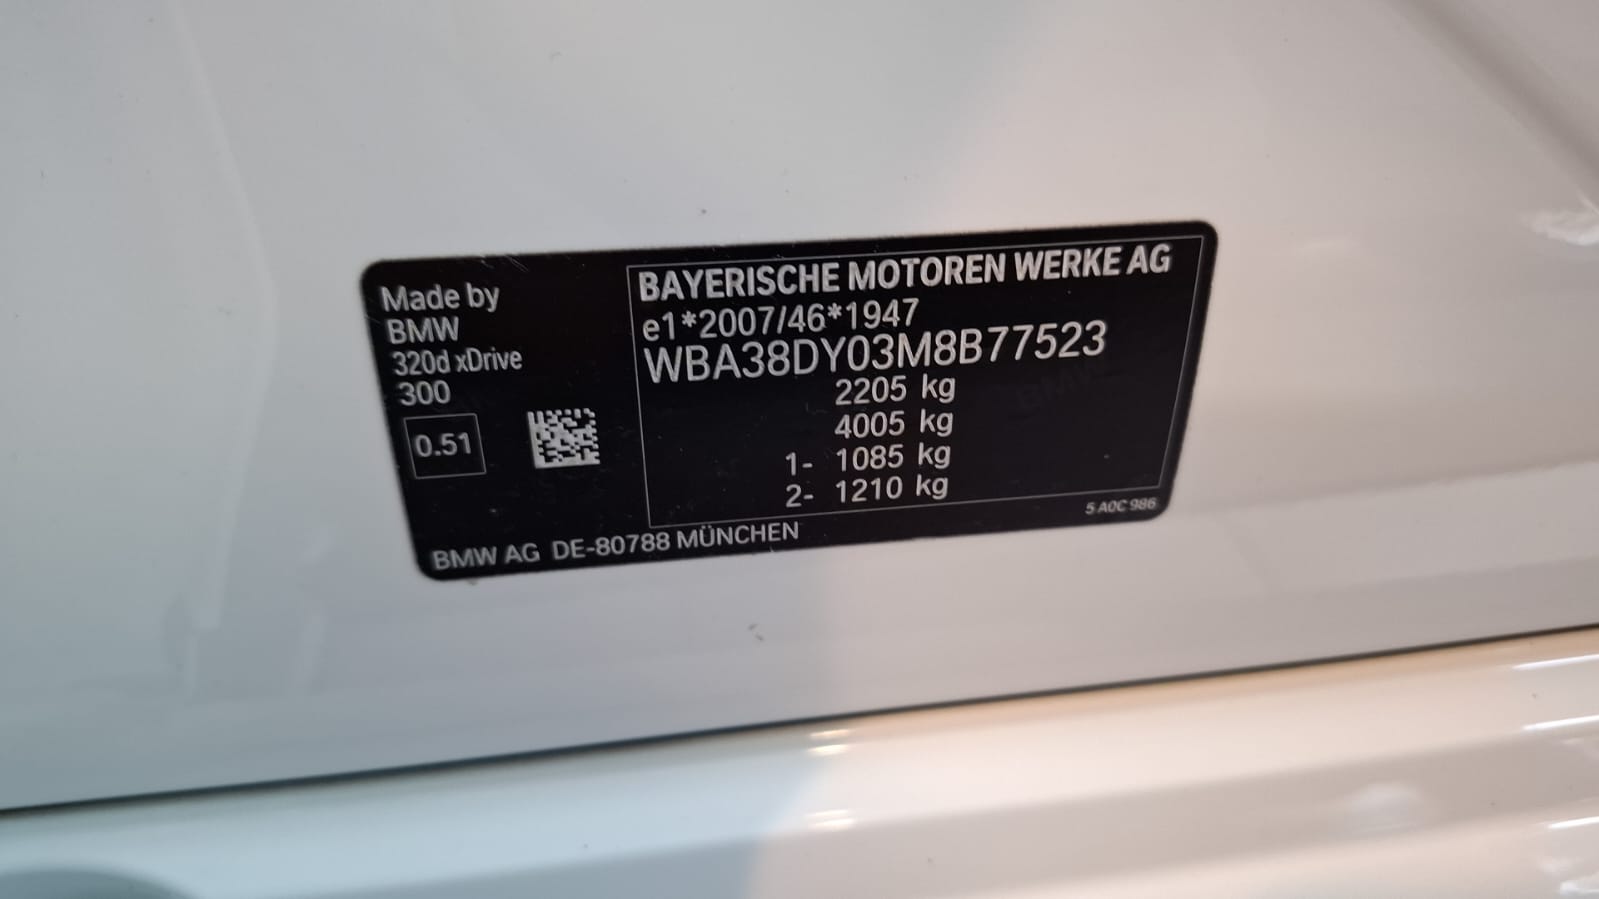 Made by
BMW
320d xDrive
300
0.51
BAYERISCHE MOTOREN WERKE AG
e1*2007/46*1947
WBA38DY03M8B77523
2205 kg
4005 kg
1- 1085 kg
2- 1210 kg
5 A0C 986
BMW AG DE-80788 MÜNCHEN